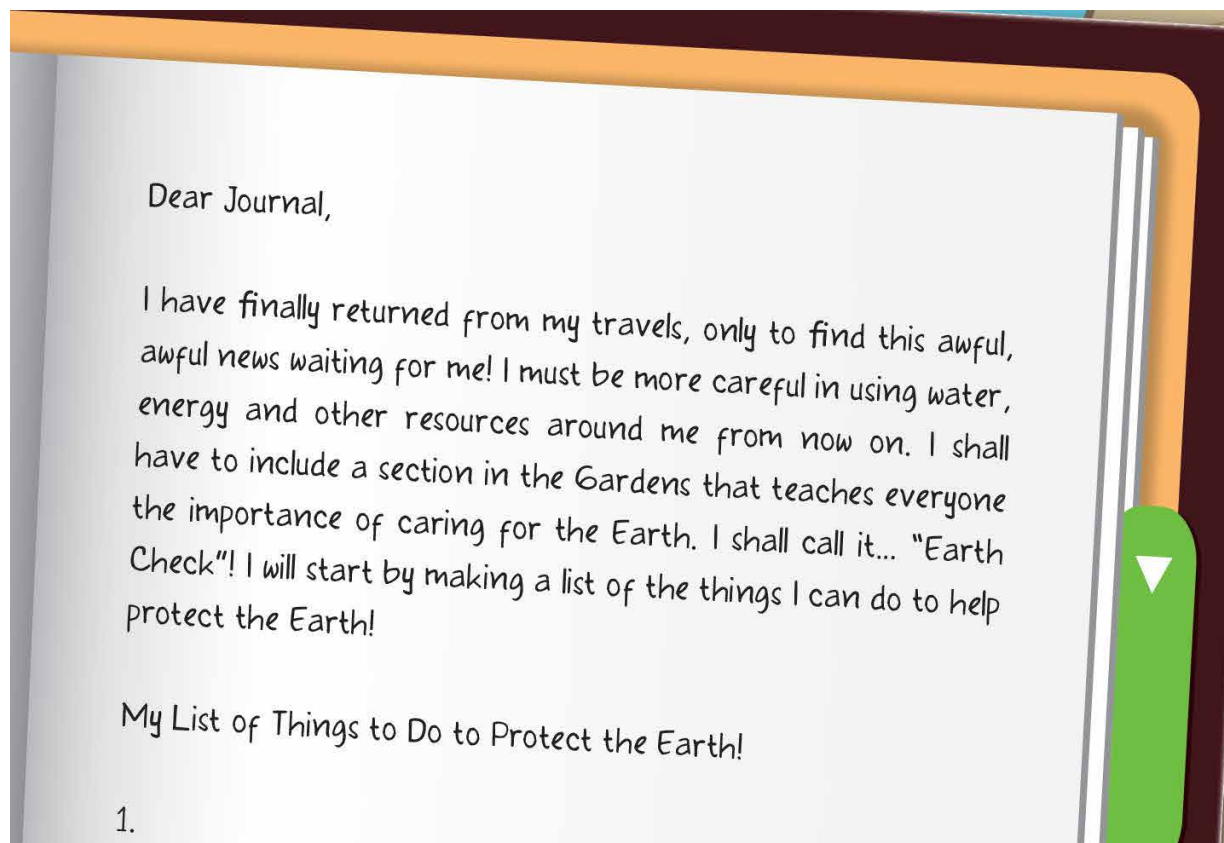 Dear Journal,
I have finally returned from my travels, only to find this awful,
awful news waiting for me! I must be more careful in using water,
energy and other resources around me from now on. I shall
have to include a section in the Gardens that teaches everyone
the importance of caring for the Earth. I shall call it... "Earth
Check"! I will start by making a list of the things I can do to help
protect the Earth!
My List of Things to Do to Protect the Earth!
1.